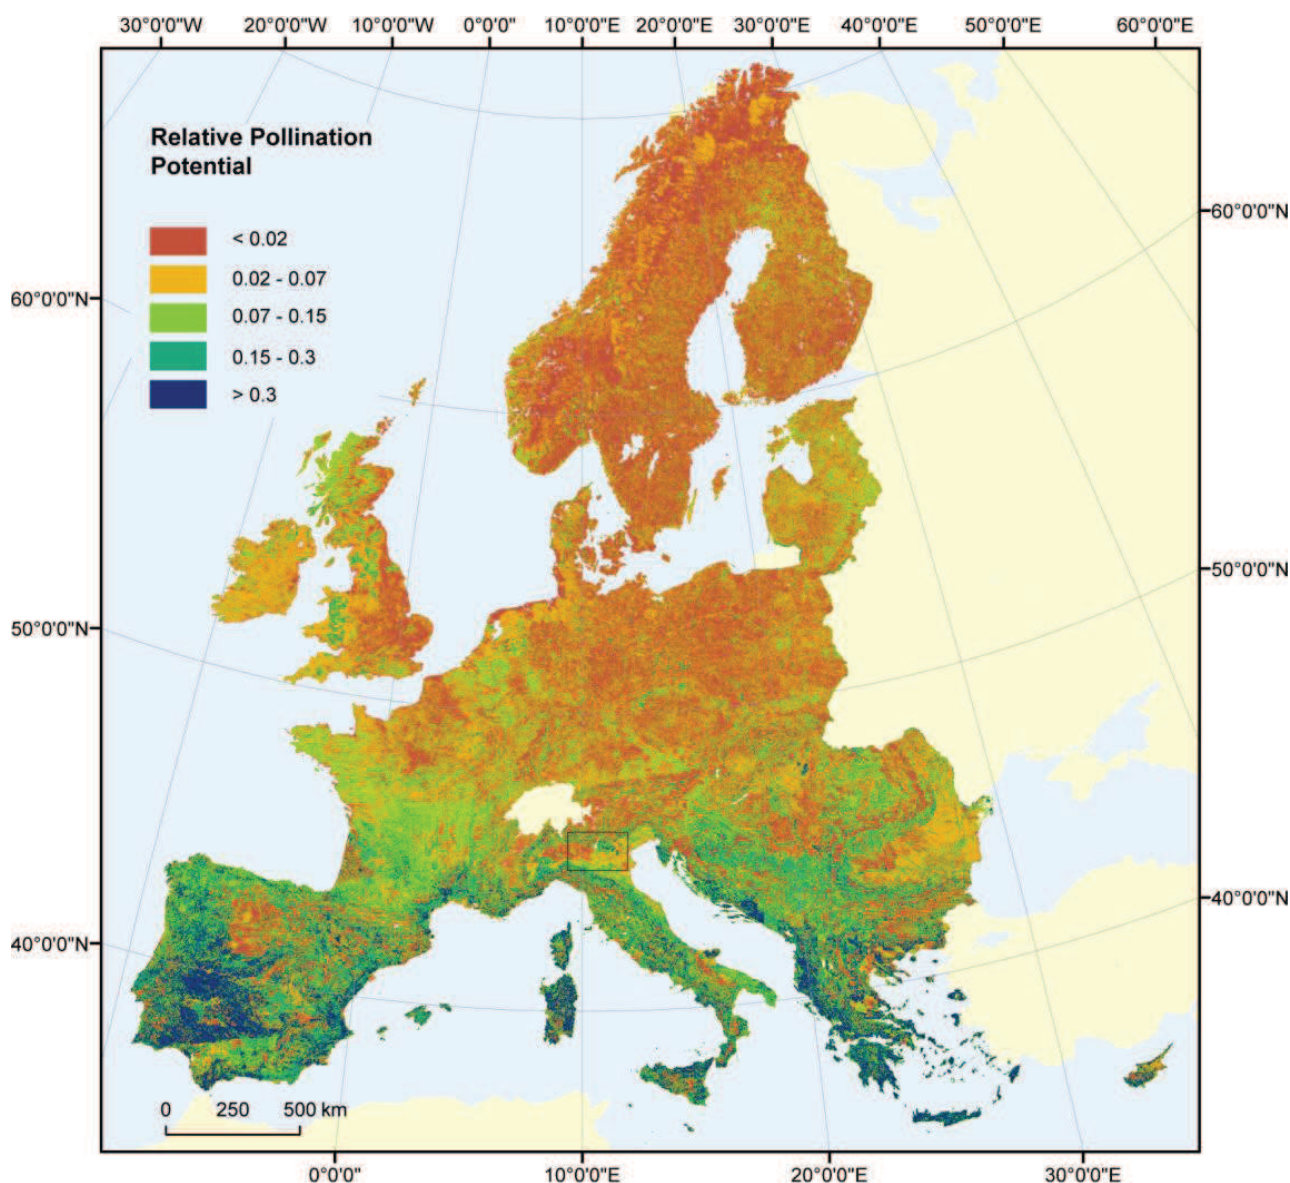 30°0'0"W 20°0'0"W 10°0'0"W 0°0'0" 10°0'0"E 20°0'0"E 30°0'0"E 40°0'0"E 50°0'0"E 60°0'0"E
Relative Pollination
Potential
< 0.02
0.02 - 0.07
0.07 - 0.15
0.15 - 0.3
> 0.3
60°0'0"N
50°0'0"N
40°0'0"N
60°0'0"N
50°0'0"N
40°0'0"N
0 250 500 km
0°0'0" 10°0'0"E 20°0'0"E 30°0'0"E